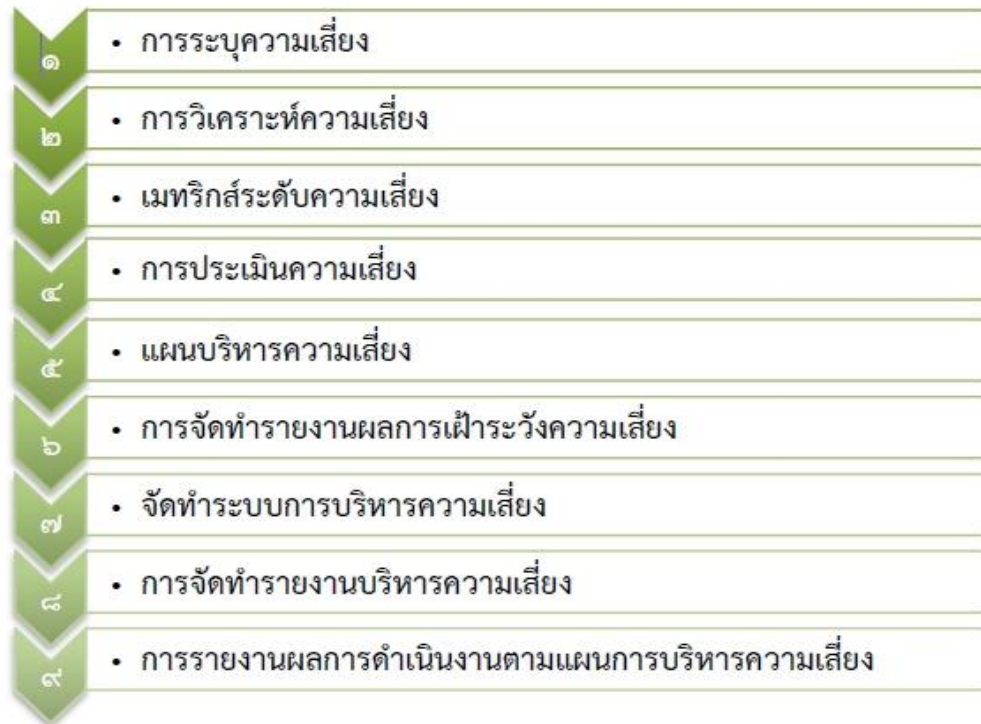 ๑ • การระบุความเสี่ยง
๒ • การวิเคราะห์ความเสี่ยง
๓ • เมทริกส์ระดับความเสี่ยง
๔ • การประเมินความเสี่ยง
๕ • แผนบริหารความเสี่ยง
๖ • การจัดทำรายงานผลการเฝ้าระวังความเสี่ยง
๗ • จัดทำระบบการบริหารความเสี่ยง
๘ • การจัดทำรายงานบริหารความเสี่ยง
๙ • การรายงานผลการดำเนินงานตามแผนการบริหารความเสี่ยง